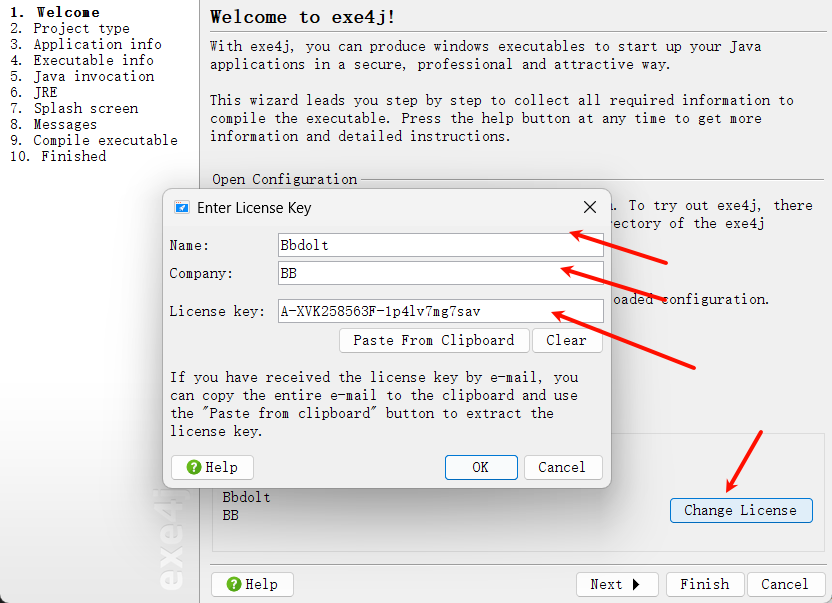 1. Welcome
2. Project type
3. Application info
4. Executable info
5. Java invocation
6. JRE
7. Splash screen
8. Messages
9. Compile executable
10. Finished
exe4j
Welcome to exe4j!
With exe4j, you can produce windows executables to start up your Java
applications in a secure, professional and attractive way.
This wizard leads you step by step to collect all required information to
compile the executable. Press the help button at any time to get more
information and detailed instructions.
Open Configuration
. To try out exe4j, there
rectory of the exe4j
oaded configuration.
Enter License Key
Name: Bbdolt
Company: BB
License key: A-XVK258563F-1p4lv7mg7sav
Paste From Clipboard Clear
If you have received the license key by e-mail, you
can copy the entire e-mail to the clipboard and use
the "Paste from clipboard" button to extract the
license key.
Help OK Cancel
Bbdolt
BB
Change License
Help Next Finish Cancel